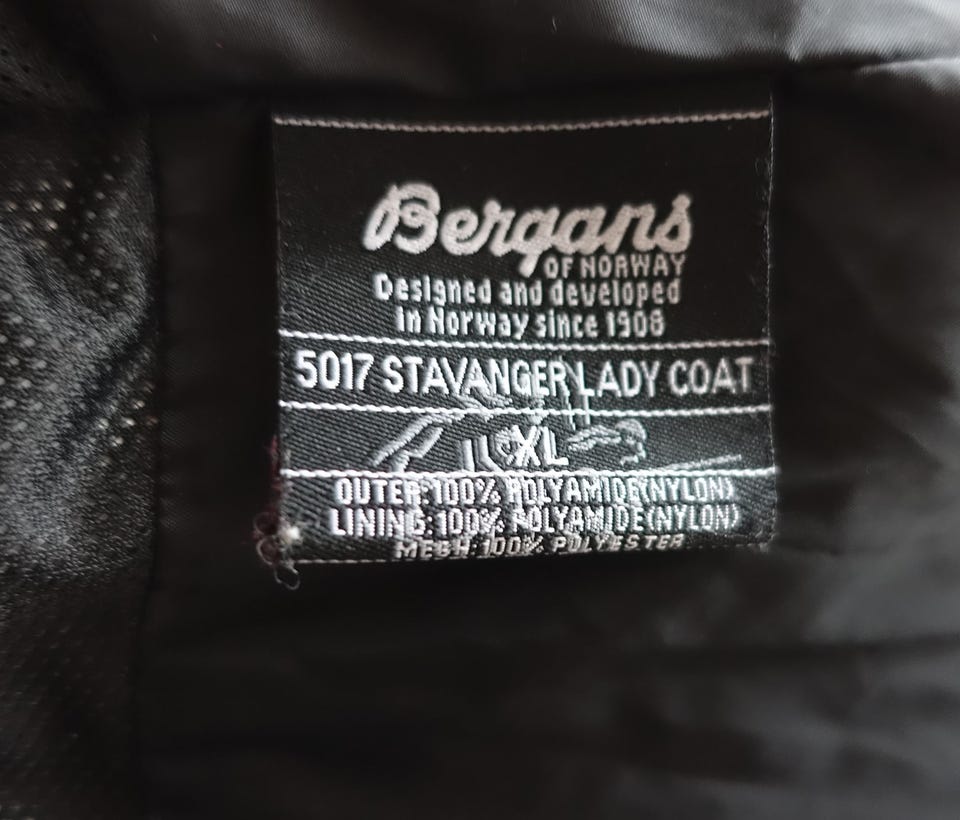 Bergans
OF NORWAY
Designed and developed
in Norway since 1908
5017 STAVANGER LADY COAT
XL
OUTER:100% POLYAMIDE(NYLON)
LINING:100% POLYAMIDE(NYLON)
MESH:100% POLYESTER